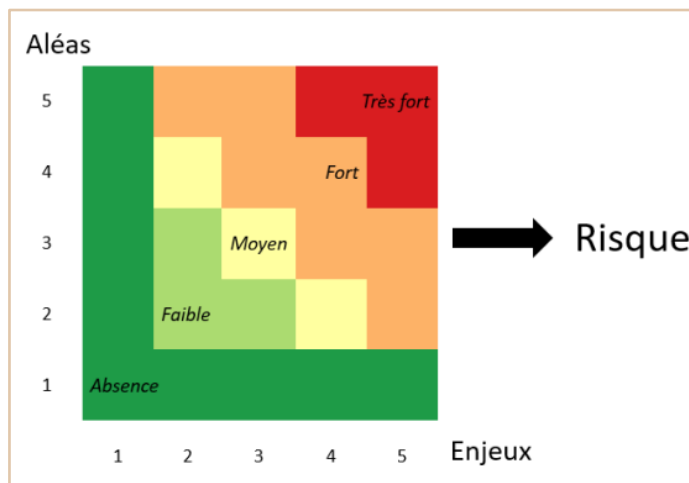 Aléas
5
Très fort
4
Fort
3
Moyen
Risque
2
Faible
1
Absence
1 2 3 4 5 Enjeux